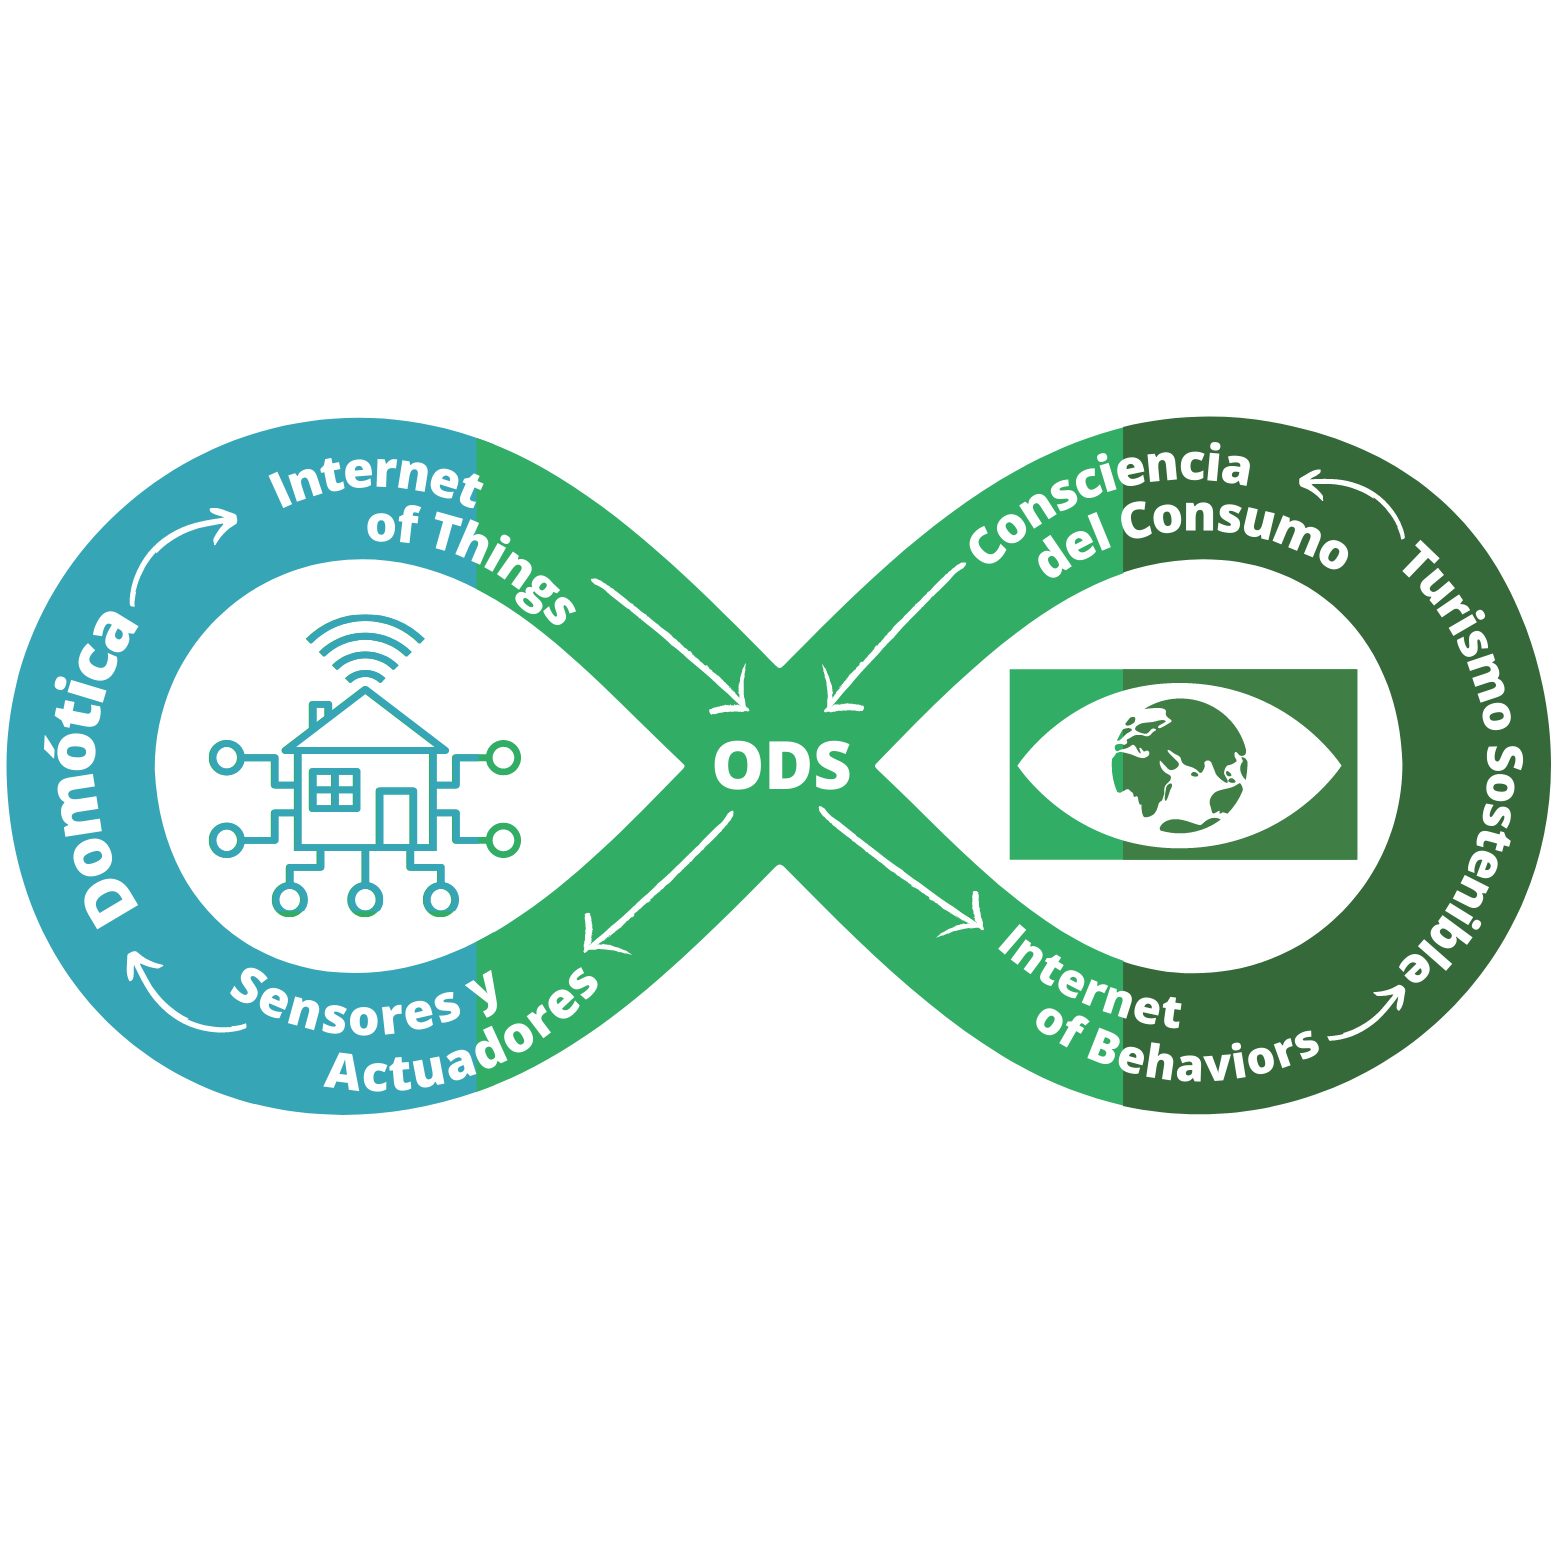 Internet
of Things
Consciencia
del Consumo
Domótica
ODS
Turismo Sostenible
Sensores y
Actuadores
Internet
of Behaviors